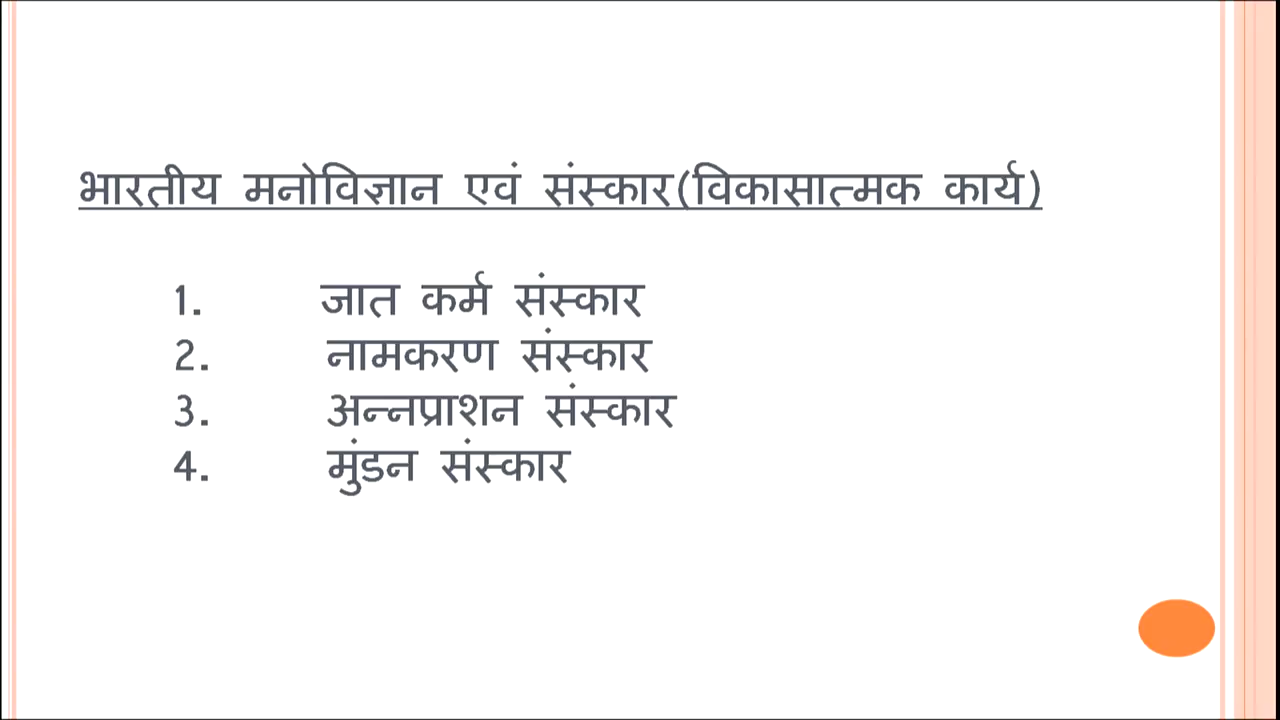 भारतीय मनोविज्ञान एवं संस्कार(विकासात्मक कार्य)
1. जात कर्म संस्कार
2. नामकरण संस्कार
3. अन्नप्राशन संस्कार
4. मुंडन संस्कार